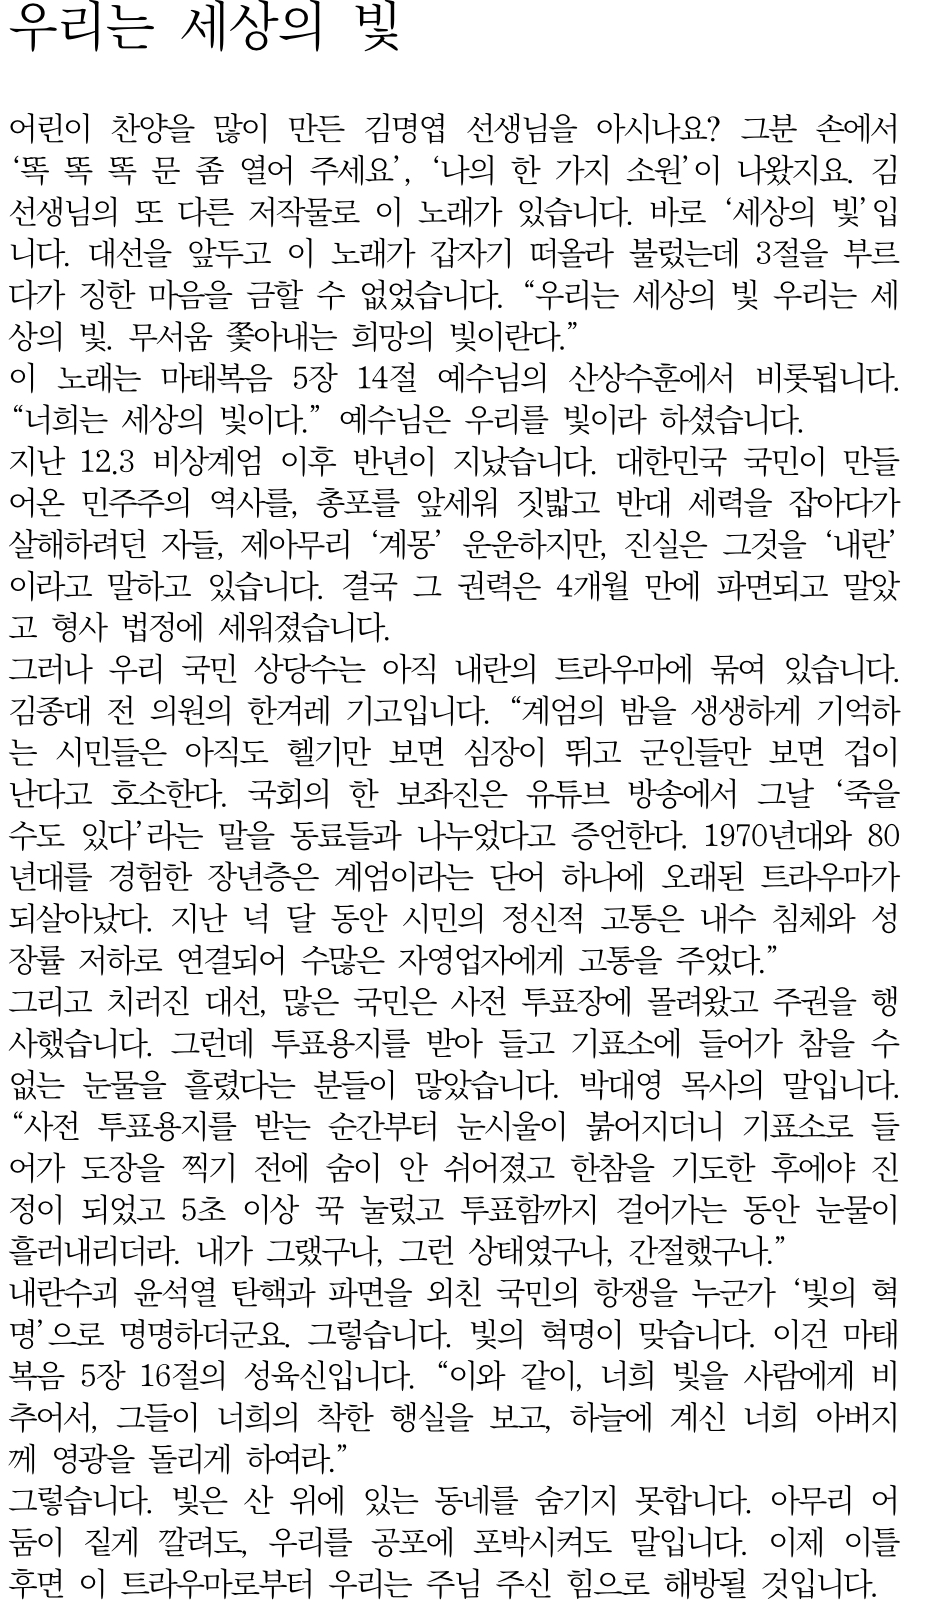 우리는 세상의 빛
어린이 찬양을 많이 만든 김명엽 선생님을 아시나요? 그분 손에서
‘똑 똑 똑 문 좀 열어 주세요’, ‘나의 한 가지 소원’이 나왔지요. 김
선생님의 또 다른 저작물로 이 노래가 있습니다. 바로 ‘세상의 빛’입
니다. 대선을 앞두고 이 노래가 갑자기 떠올라 불렀는데 3절을 부르
다가 징한 마음을 금할 수 없었습니다. “우리는 세상의 빛 우리는 세
상의 빛. 무서움 쫓아내는 희망의 빛이란다.”
이 노래는 마태복음 5장 14절 예수님의 산상수훈에서 비롯됩니다.
“너희는 세상의 빛이다.” 예수님은 우리를 빛이라 하셨습니다.
지난 12.3 비상계엄 이후 반년이 지났습니다. 대한민국 국민이 만들
어온 민주주의 역사를, 총포를 앞세워 짓밟고 반대 세력을 잡아다가
살해하려던 자들, 제아무리 ‘계몽’ 운운하지만, 진실은 그것을 ‘내란’
이라고 말하고 있습니다. 결국 그 권력은 4개월 만에 파면되고 말았
고 형사 법정에 세워졌습니다.
그러나 우리 국민 상당수는 아직 내란의 트라우마에 묶여 있습니다.
김종대 전 의원의 한겨레 기고입니다. “계엄의 밤을 생생하게 기억하
는 시민들은 아직도 헬기만 보면 심장이 뛰고 군인들만 보면 겁이
난다고 호소한다. 국회의 한 보좌진은 유튜브 방송에서 그날 ‘죽을
수도 있다’라는 말을 동료들과 나누었다고 증언한다. 1970년대와 80
년대를 경험한 장년층은 계엄이라는 단어 하나에 오래된 트라우마가
되살아났다. 지난 넉 달 동안 시민의 정신적 고통은 내수 침체와 성
장률 저하로 연결되어 수많은 자영업자에게 고통을 주었다.”
그리고 치러진 대선, 많은 국민은 사전 투표장에 몰려왔고 주권을 행
사했습니다. 그런데 투표용지를 받아 들고 기표소에 들어가 참을 수
없는 눈물을 흘렸다는 분들이 많았습니다. 박대영 목사의 말입니다.
“사전 투표용지를 받는 순간부터 눈시울이 붉어지더니 기표소로 들
어가 도장을 찍기 전에 숨이 안 쉬어졌고 한참을 기도한 후에야 진
정이 되었고 5초 이상 꾹 눌렀고 투표함까지 걸어가는 동안 눈물이
흘러내리더라. 내가 그랬구나, 그런 상태였구나, 간절했구나.”
내란수괴 윤석열 탄핵과 파면을 외친 국민의 항쟁을 누군가 ‘빛의 혁
명’으로 명명하더군요. 그렇습니다. 빛의 혁명이 맞습니다. 이건 마태
복음 5장 16절의 성육신입니다. “이와 같이, 너희 빛을 사람에게 비
추어서, 그들이 너희의 착한 행실을 보고, 하늘에 계신 너희 아버지
께 영광을 돌리게 하여라.”
그렇습니다. 빛은 산 위에 있는 동네를 숨기지 못합니다. 아무리 어
둠이 짙게 깔려도, 우리를 공포에 포박시켜도 말입니다. 이제 이틀
후면 이 트라우마로부터 우리는 주님 주신 힘으로 해방될 것입니다.